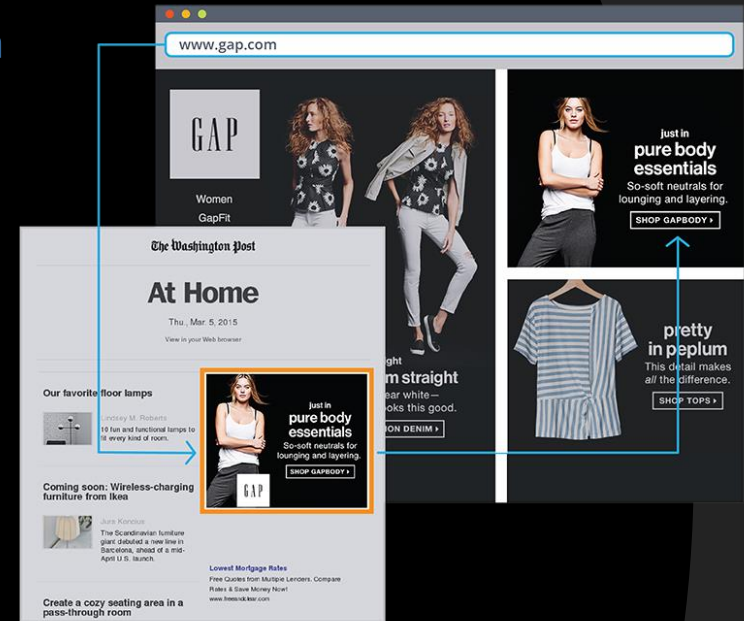 www.gap.com
GAP
Women
GapFit
just in
pure body
essentials
So-soft neutrals for
lounging and layering.
SHOP GAPBODY
pretty
in peplum
This detail makes
all the difference.
SHOP TOPS
straight
white—
this good.
DENIM
The Washington Post
At Home
Thu., Mar. 5, 2015
View in your Web browser
Our favorite floor lamps
Lindsey M. Roberts
10 fun and functional lamps to
fit every kind of room.
just in
pure body
essentials
So-soft neutrals for
lounging and layering.
SHOP GAPBODY
GAP
Coming soon: Wireless-charging
furniture from Ikea
Jura Koncius
The Scandinavian furniture
giant debuted a new line in
Barcelona, ahead of a mid-
April U.S. launch.
Lowest Mortgage Rates
Free Quotes from Multiple Lenders. Compare
Rates & Save Money Now!
www.freeandclear.com
Create a cozy seating area in a
pass-through room